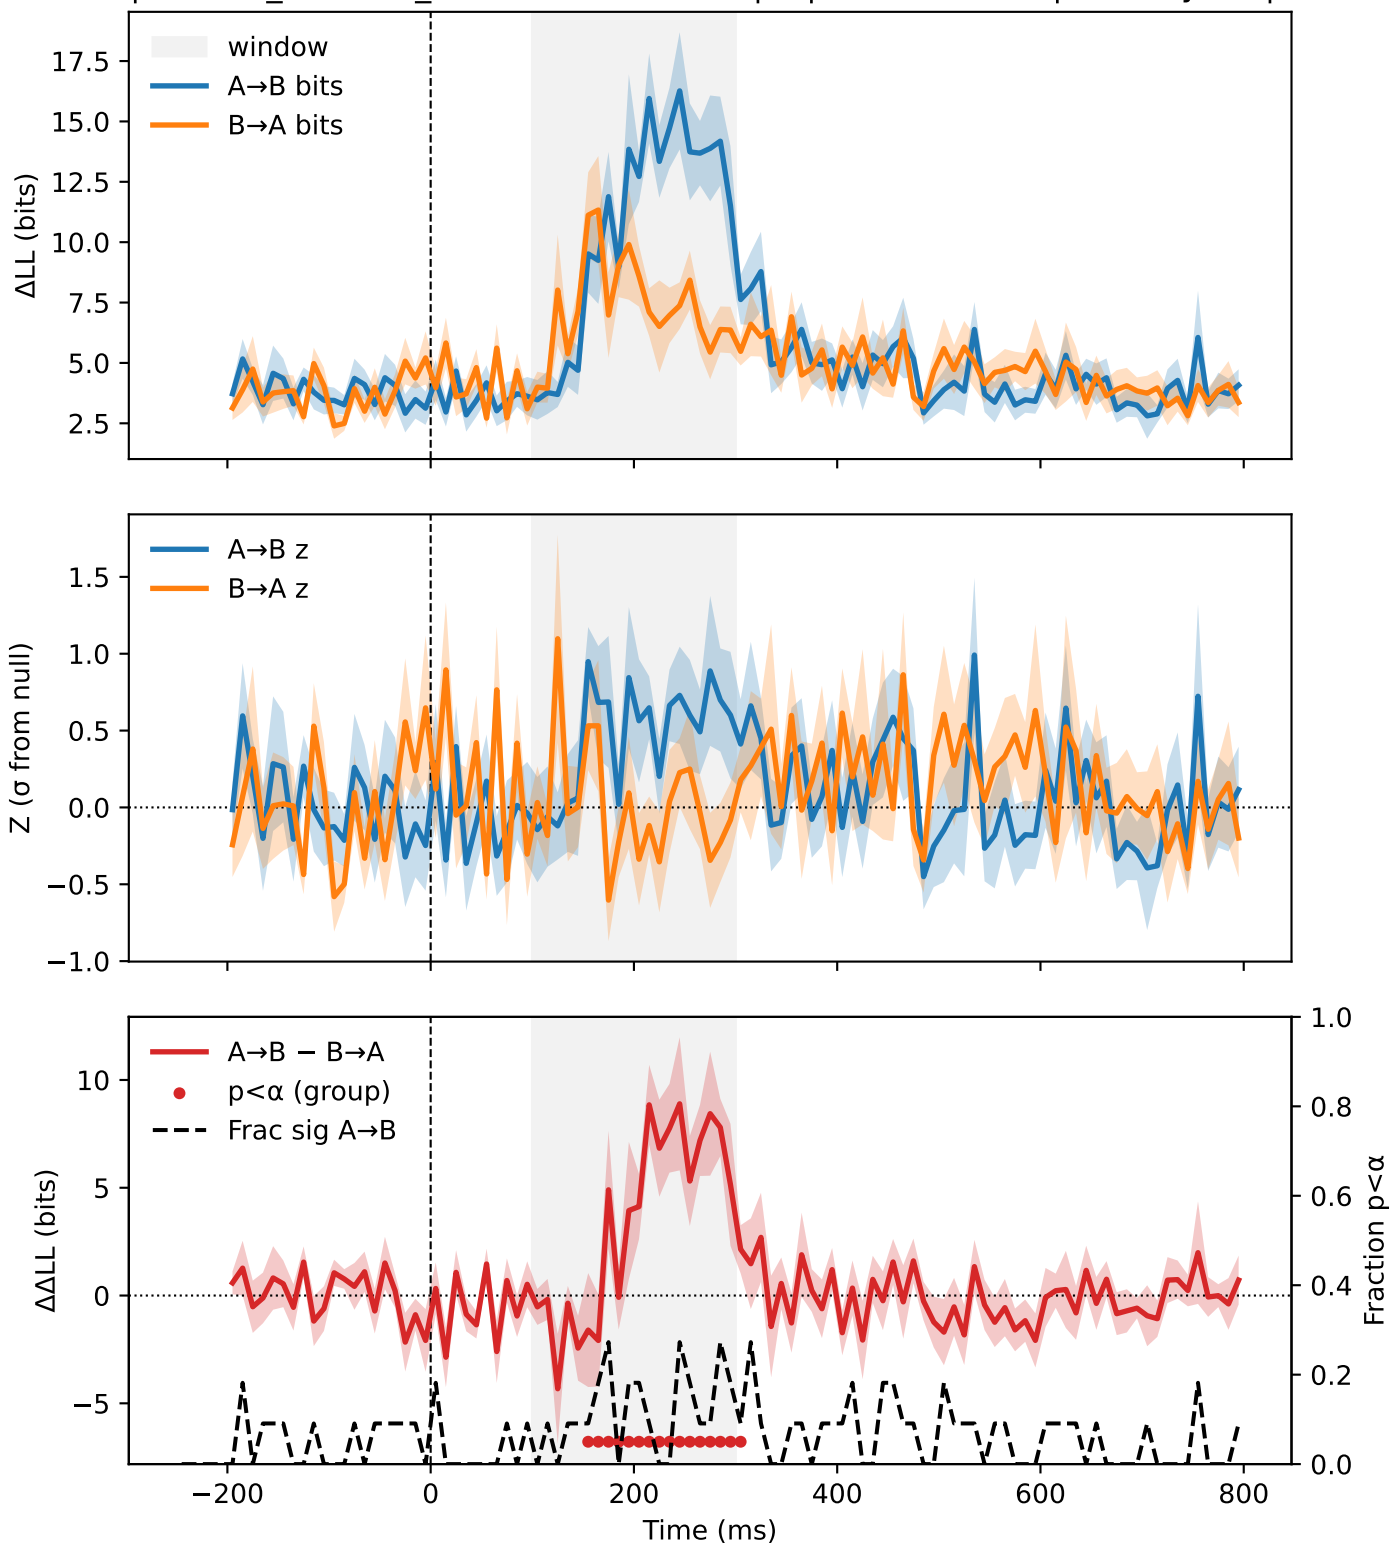 window
A→B bits
B→A bits
17.5
15.0
12.5
10.0
7.5
5.0
2.5
ΔLL (bits)
A→B z
B→A z
1.5
1.0
0.5
0.0
−0.5
−1.0
Z (σ from null)
A→B − B→A
p<α (group)
Frac sig A→B
10
5
0
−5
ΔΔLL (bits)
1.0
0.8
0.6
0.4
0.2
0.0
Fraction p<α
−200 0 200 400 600 800
Time (ms)